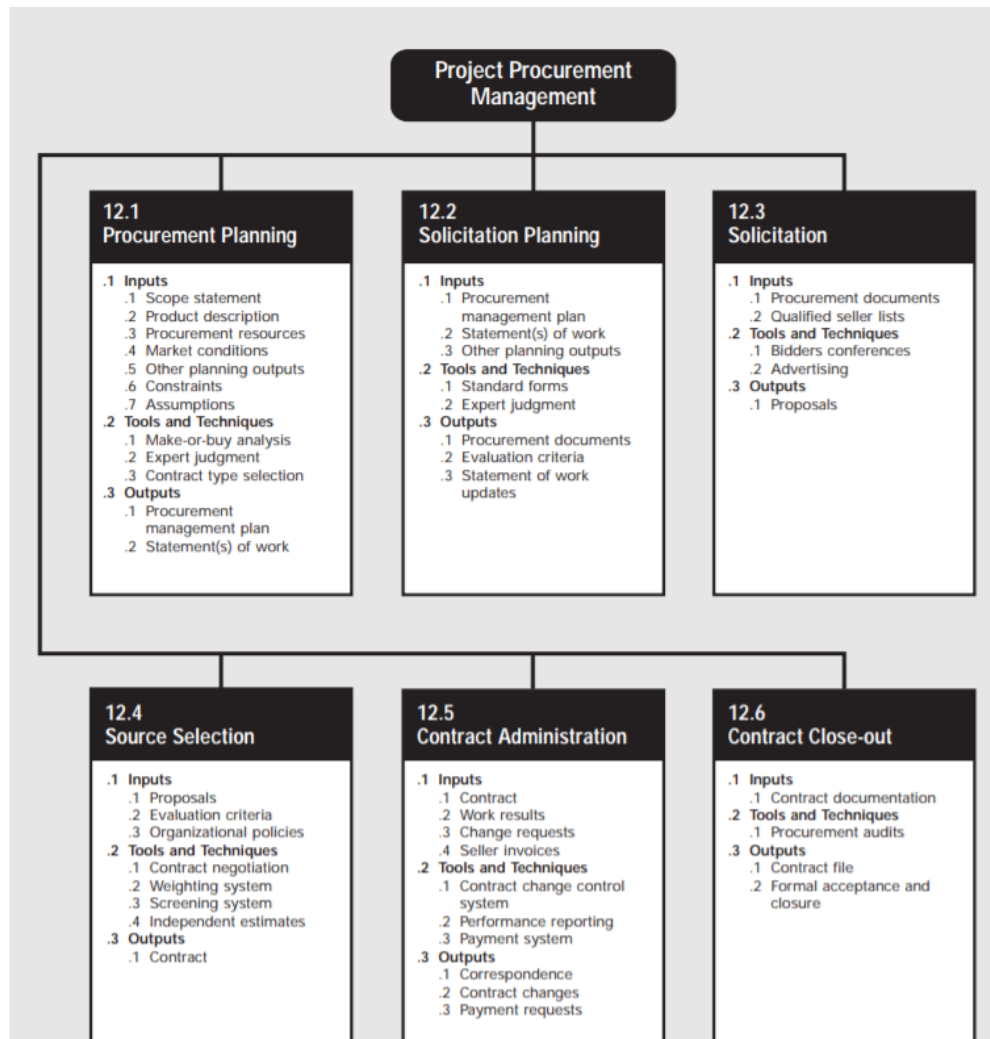 Project Procurement
Management
12.1
Procurement Planning
.1 Inputs
.1 Scope statement
.2 Product description
.3 Procurement resources
.4 Market conditions
.5 Other planning outputs
.6 Constraints
.7 Assumptions
.2 Tools and Techniques
.1 Make-or-buy analysis
.2 Expert judgment
.3 Contract type selection
.3 Outputs
.1 Procurement
management plan
.2 Statement(s) of work
12.2
Solicitation Planning
.1 Inputs
.1 Procurement
management plan
.2 Statement(s) of work
.3 Other planning outputs
.2 Tools and Techniques
.1 Standard forms
.2 Expert judgment
.3 Outputs
.1 Procurement documents
.2 Evaluation criteria
.3 Statement of work
updates
12.3
Solicitation
.1 Inputs
.1 Procurement documents
.2 Qualified seller lists
.2 Tools and Techniques
.1 Bidders conferences
.2 Advertising
.3 Outputs
.1 Proposals
12.4
Source Selection
.1 Inputs
.1 Proposals
.2 Evaluation criteria
.3 Organizational policies
.2 Tools and Techniques
.1 Contract negotiation
.2 Weighting system
.3 Screening system
.4 Independent estimates
.3 Outputs
.1 Contract
12.5
Contract Administration
.1 Inputs
.1 Contract
.2 Work results
.3 Change requests
.4 Seller invoices
.2 Tools and Techniques
.1 Contract change control
system
.2 Performance reporting
.3 Payment system
.3 Outputs
.1 Correspondence
.2 Contract changes
.3 Payment requests
12.6
Contract Close-out
.1 Inputs
.1 Contract documentation
.2 Tools and Techniques
.1 Procurement audits
.3 Outputs
.1 Contract file
.2 Formal acceptance and
closure